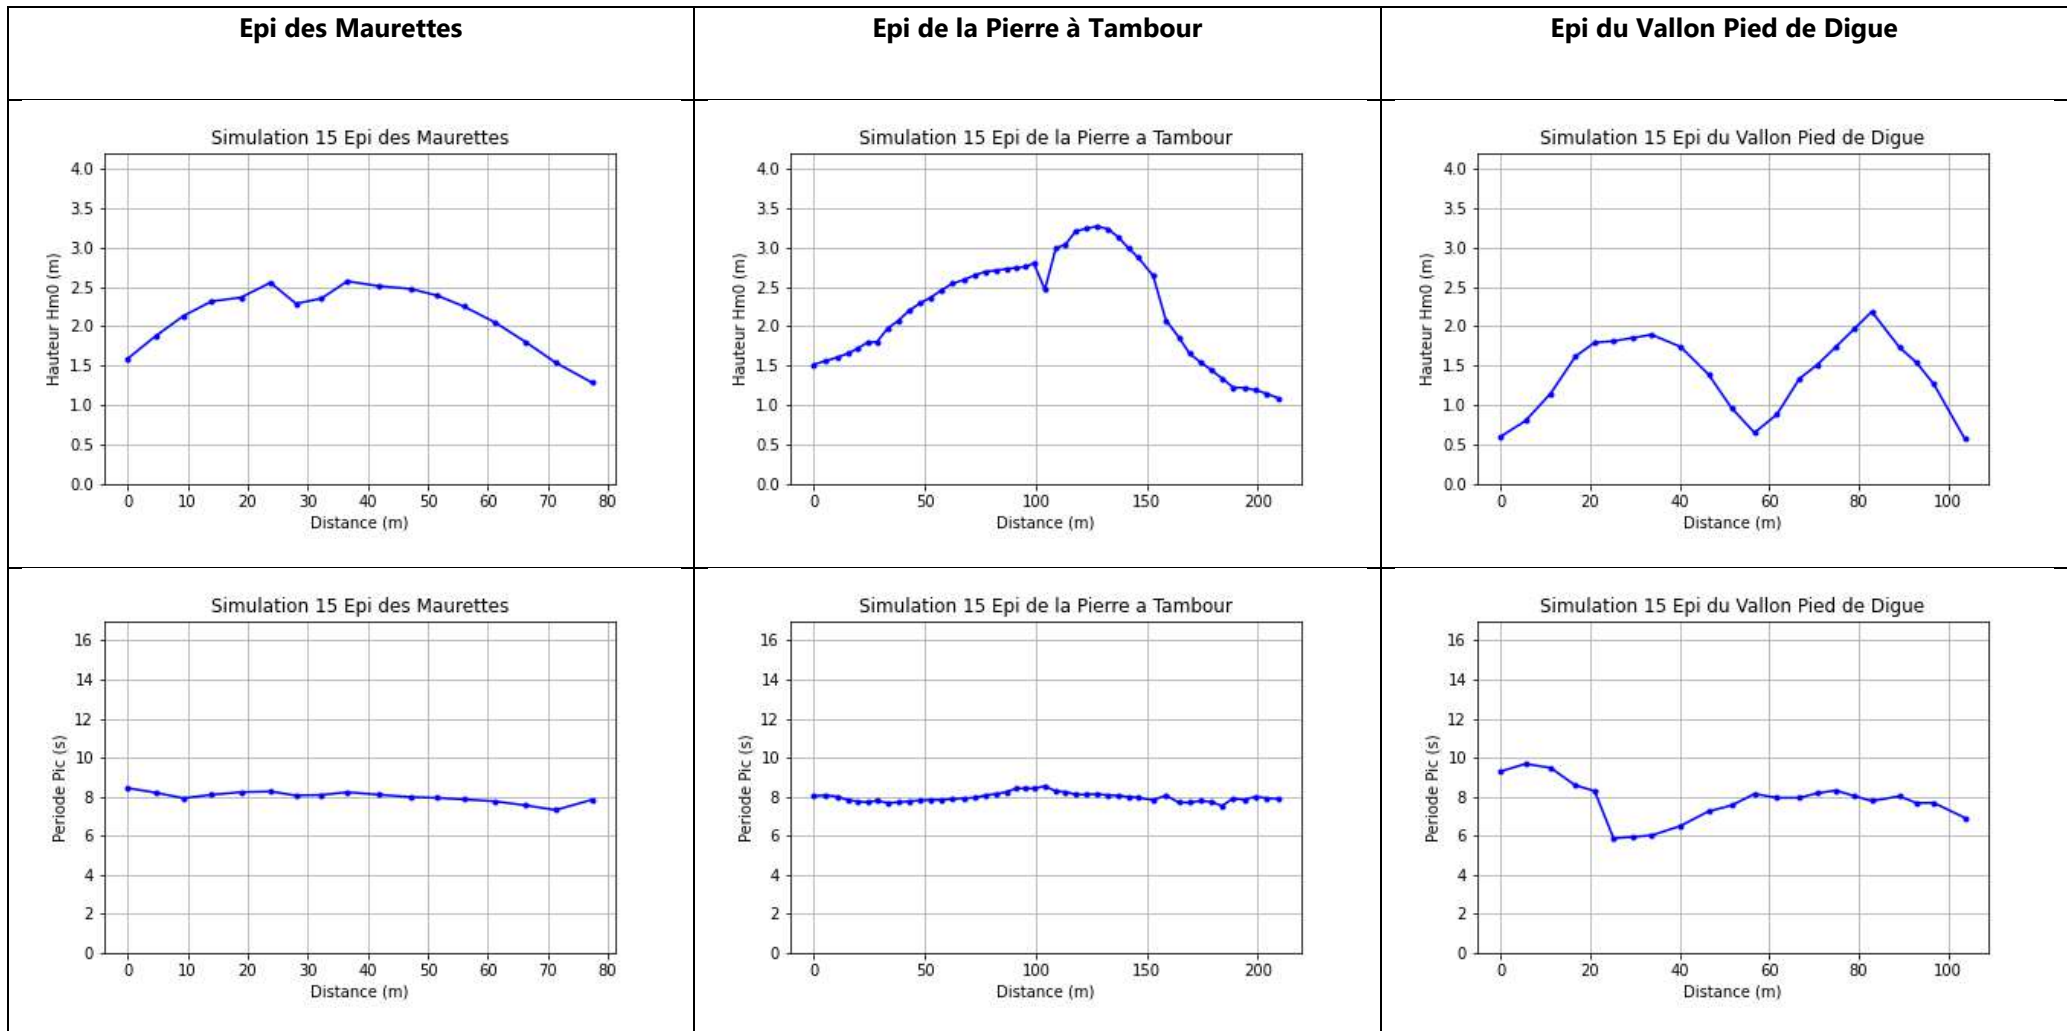 Epi des Maurettes
Epi de la Pierre à Tambour
Epi du Vallon Pied de Digue
Simulation 15 Epi des Maurettes
Hauteur Hm0 (m)
4.0
3.5
3.0
2.5
2.0
1.5
1.0
0.5
0.0
0 10 20 30 40 50 60 70 80
Distance (m)
Simulation 15 Epi de la Pierre a Tambour
Hauteur Hm0 (m)
4.0
3.5
3.0
2.5
2.0
1.5
1.0
0.5
0.0
0 50 100 150 200
Distance (m)
Simulation 15 Epi du Vallon Pied de Digue
Hauteur Hm0 (m)
4.0
3.5
3.0
2.5
2.0
1.5
1.0
0.5
0.0
0 20 40 60 80 100
Distance (m)
Simulation 15 Epi des Maurettes
Periode Pic (s)
16
14
12
10
8
6
4
2
0
0 10 20 30 40 50 60 70 80
Distance (m)
Simulation 15 Epi de la Pierre a Tambour
Periode Pic (s)
16
14
12
10
8
6
4
2
0
0 50 100 150 200
Distance (m)
Simulation 15 Epi du Vallon Pied de Digue
Periode Pic (s)
16
14
12
10
8
6
4
2
0
0 20 40 60 80 100
Distance (m)